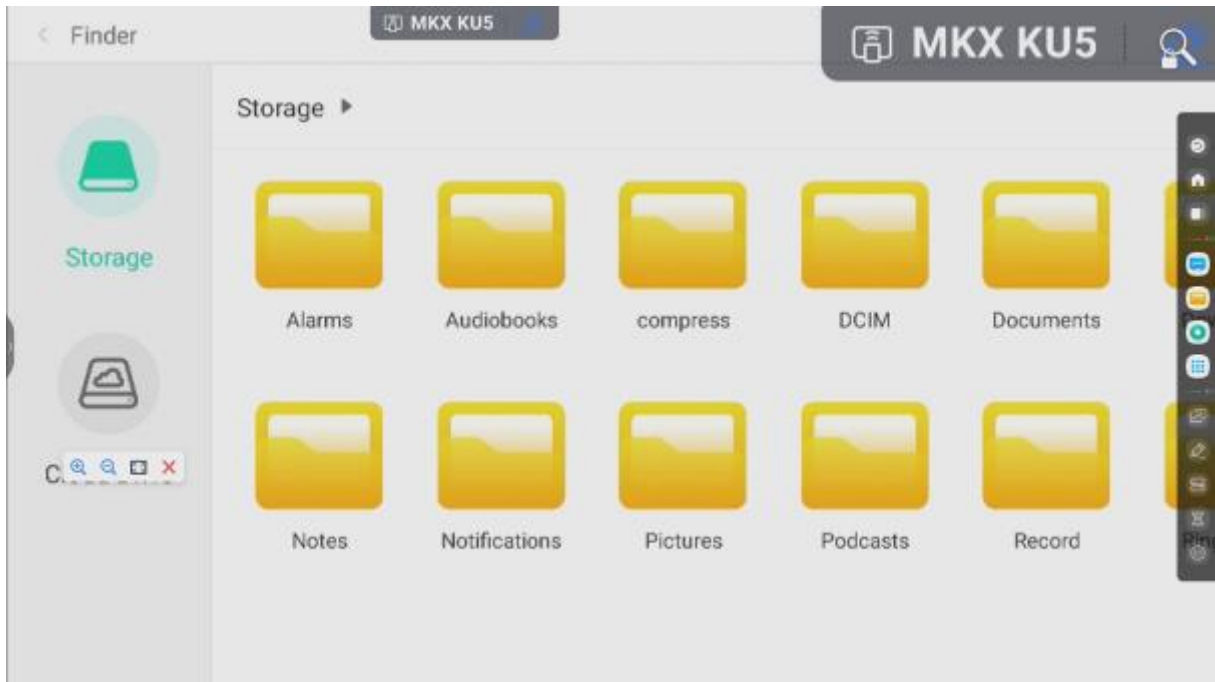 Finder
MKX KU5
MKX KU5
Storage
Storage
Alarms
Audiobooks
compress
DCIM
Documents
Notes
Notifications
Pictures
Podcasts
Record